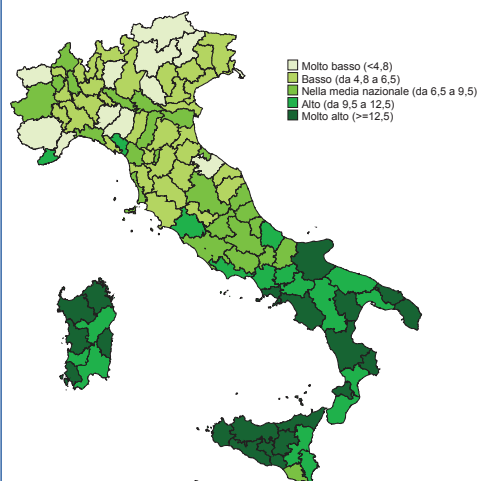 Molto basso (<4,8)
Basso (da 4,8 a 6,5)
Nella media nazionale (da 6,5 a 9,5)
Alto (da 9,5 a 12,5)
Molto alto (>=12,5)